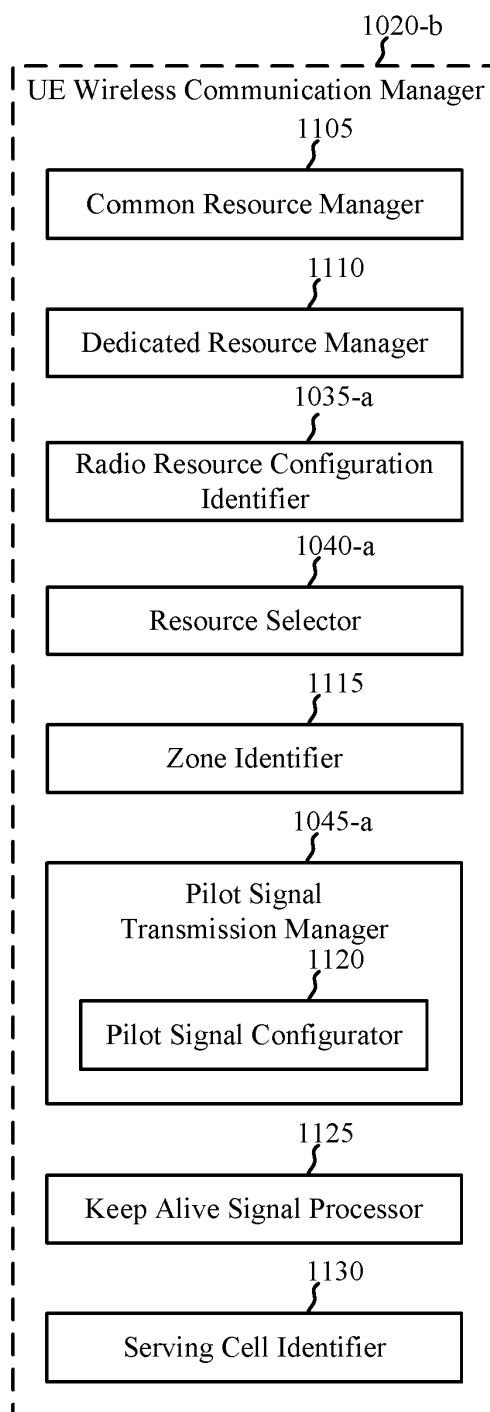 1020-b
UE Wireless Communication Manager
1105
Common Resource Manager
1110
Dedicated Resource Manager
1035-a
Radio Resource Configuration
Identifier
1040-a
Resource Selector
1115
Zone Identifier
1045-a
Pilot Signal
Transmission Manager
1120
Pilot Signal Configurator
1125
Keep Alive Signal Processor
1130
Serving Cell Identifier